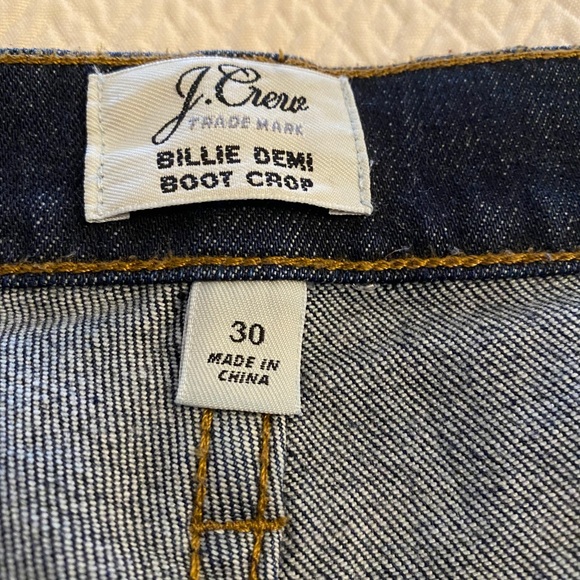 J.Crew
TRADE MARK
BILLIE DEMI
BOOT CROP
30
MADE IN
CHINA